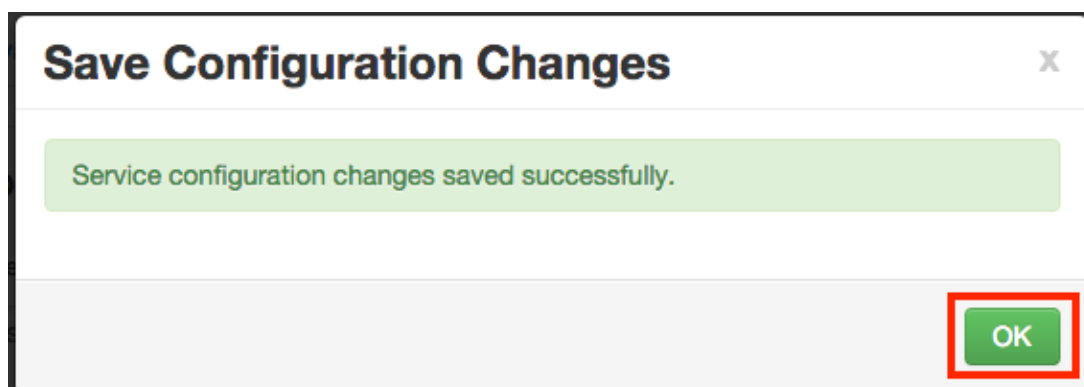 Save Configuration Changes
x
Service configuration changes saved successfully.
OK